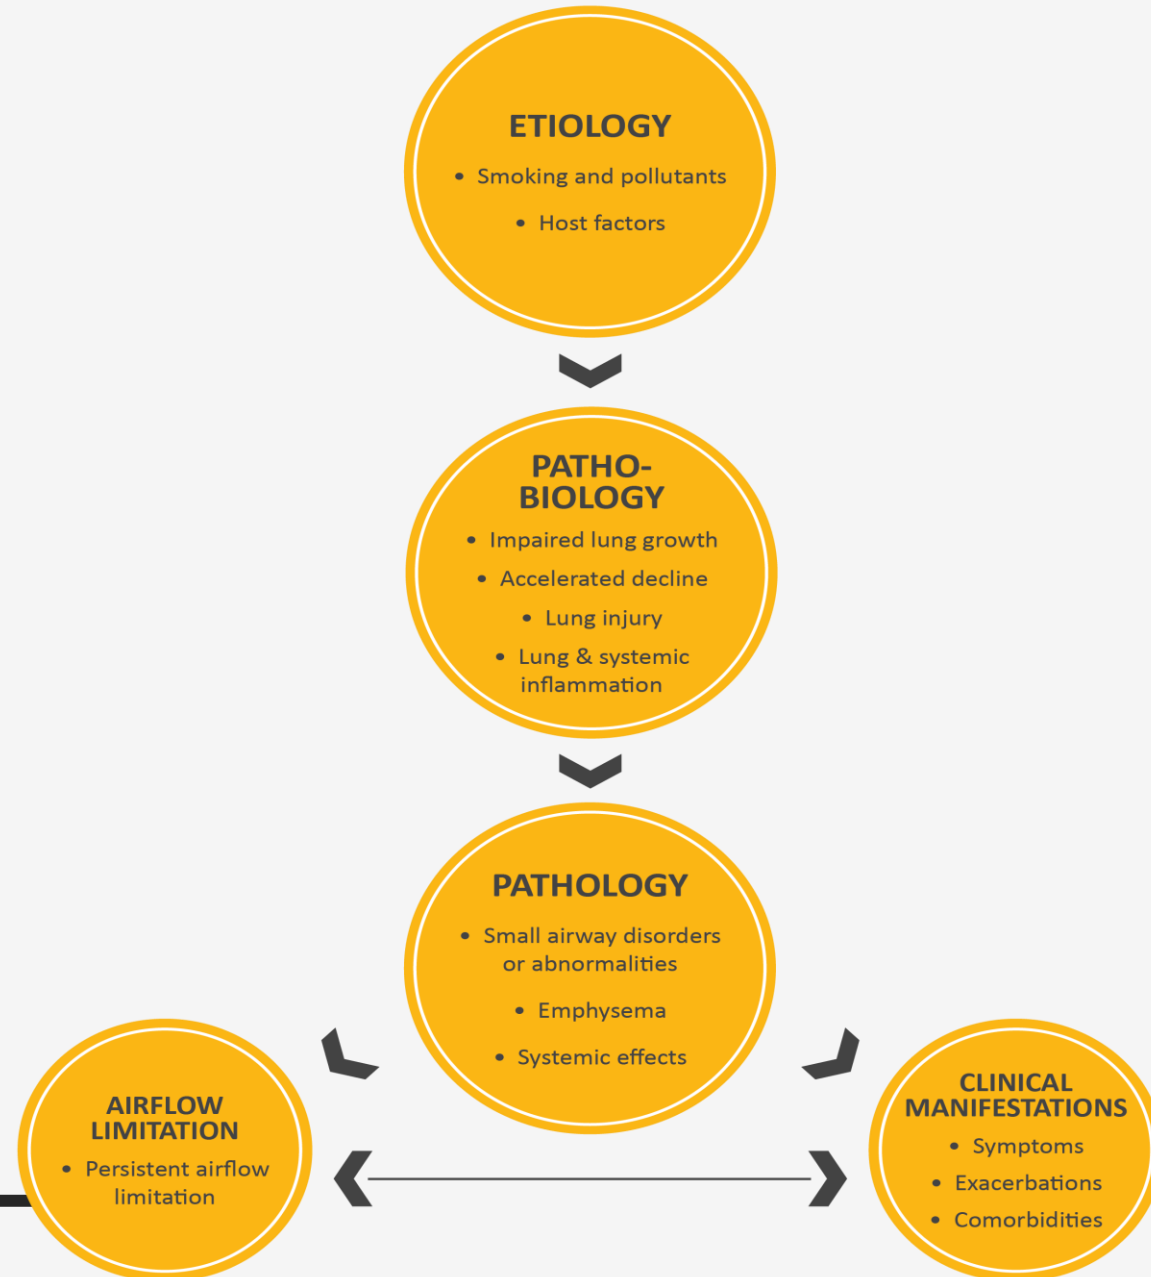 ETIOLOGY
• Smoking and pollutants
• Host factors
PATHO-
BIOLOGY
• Impaired lung growth
• Accelerated decline
• Lung injury
• Lung & systemic
inflammation
PATHOLOGY
• Small airway disorders
or abnormalities
• Emphysema
• Systemic effects
AIRFLOW
LIMITATION
• Persistent airflow
limitation
CLINICAL
MANIFESTATIONS
• Symptoms
• Exacerbations
• Comorbidities